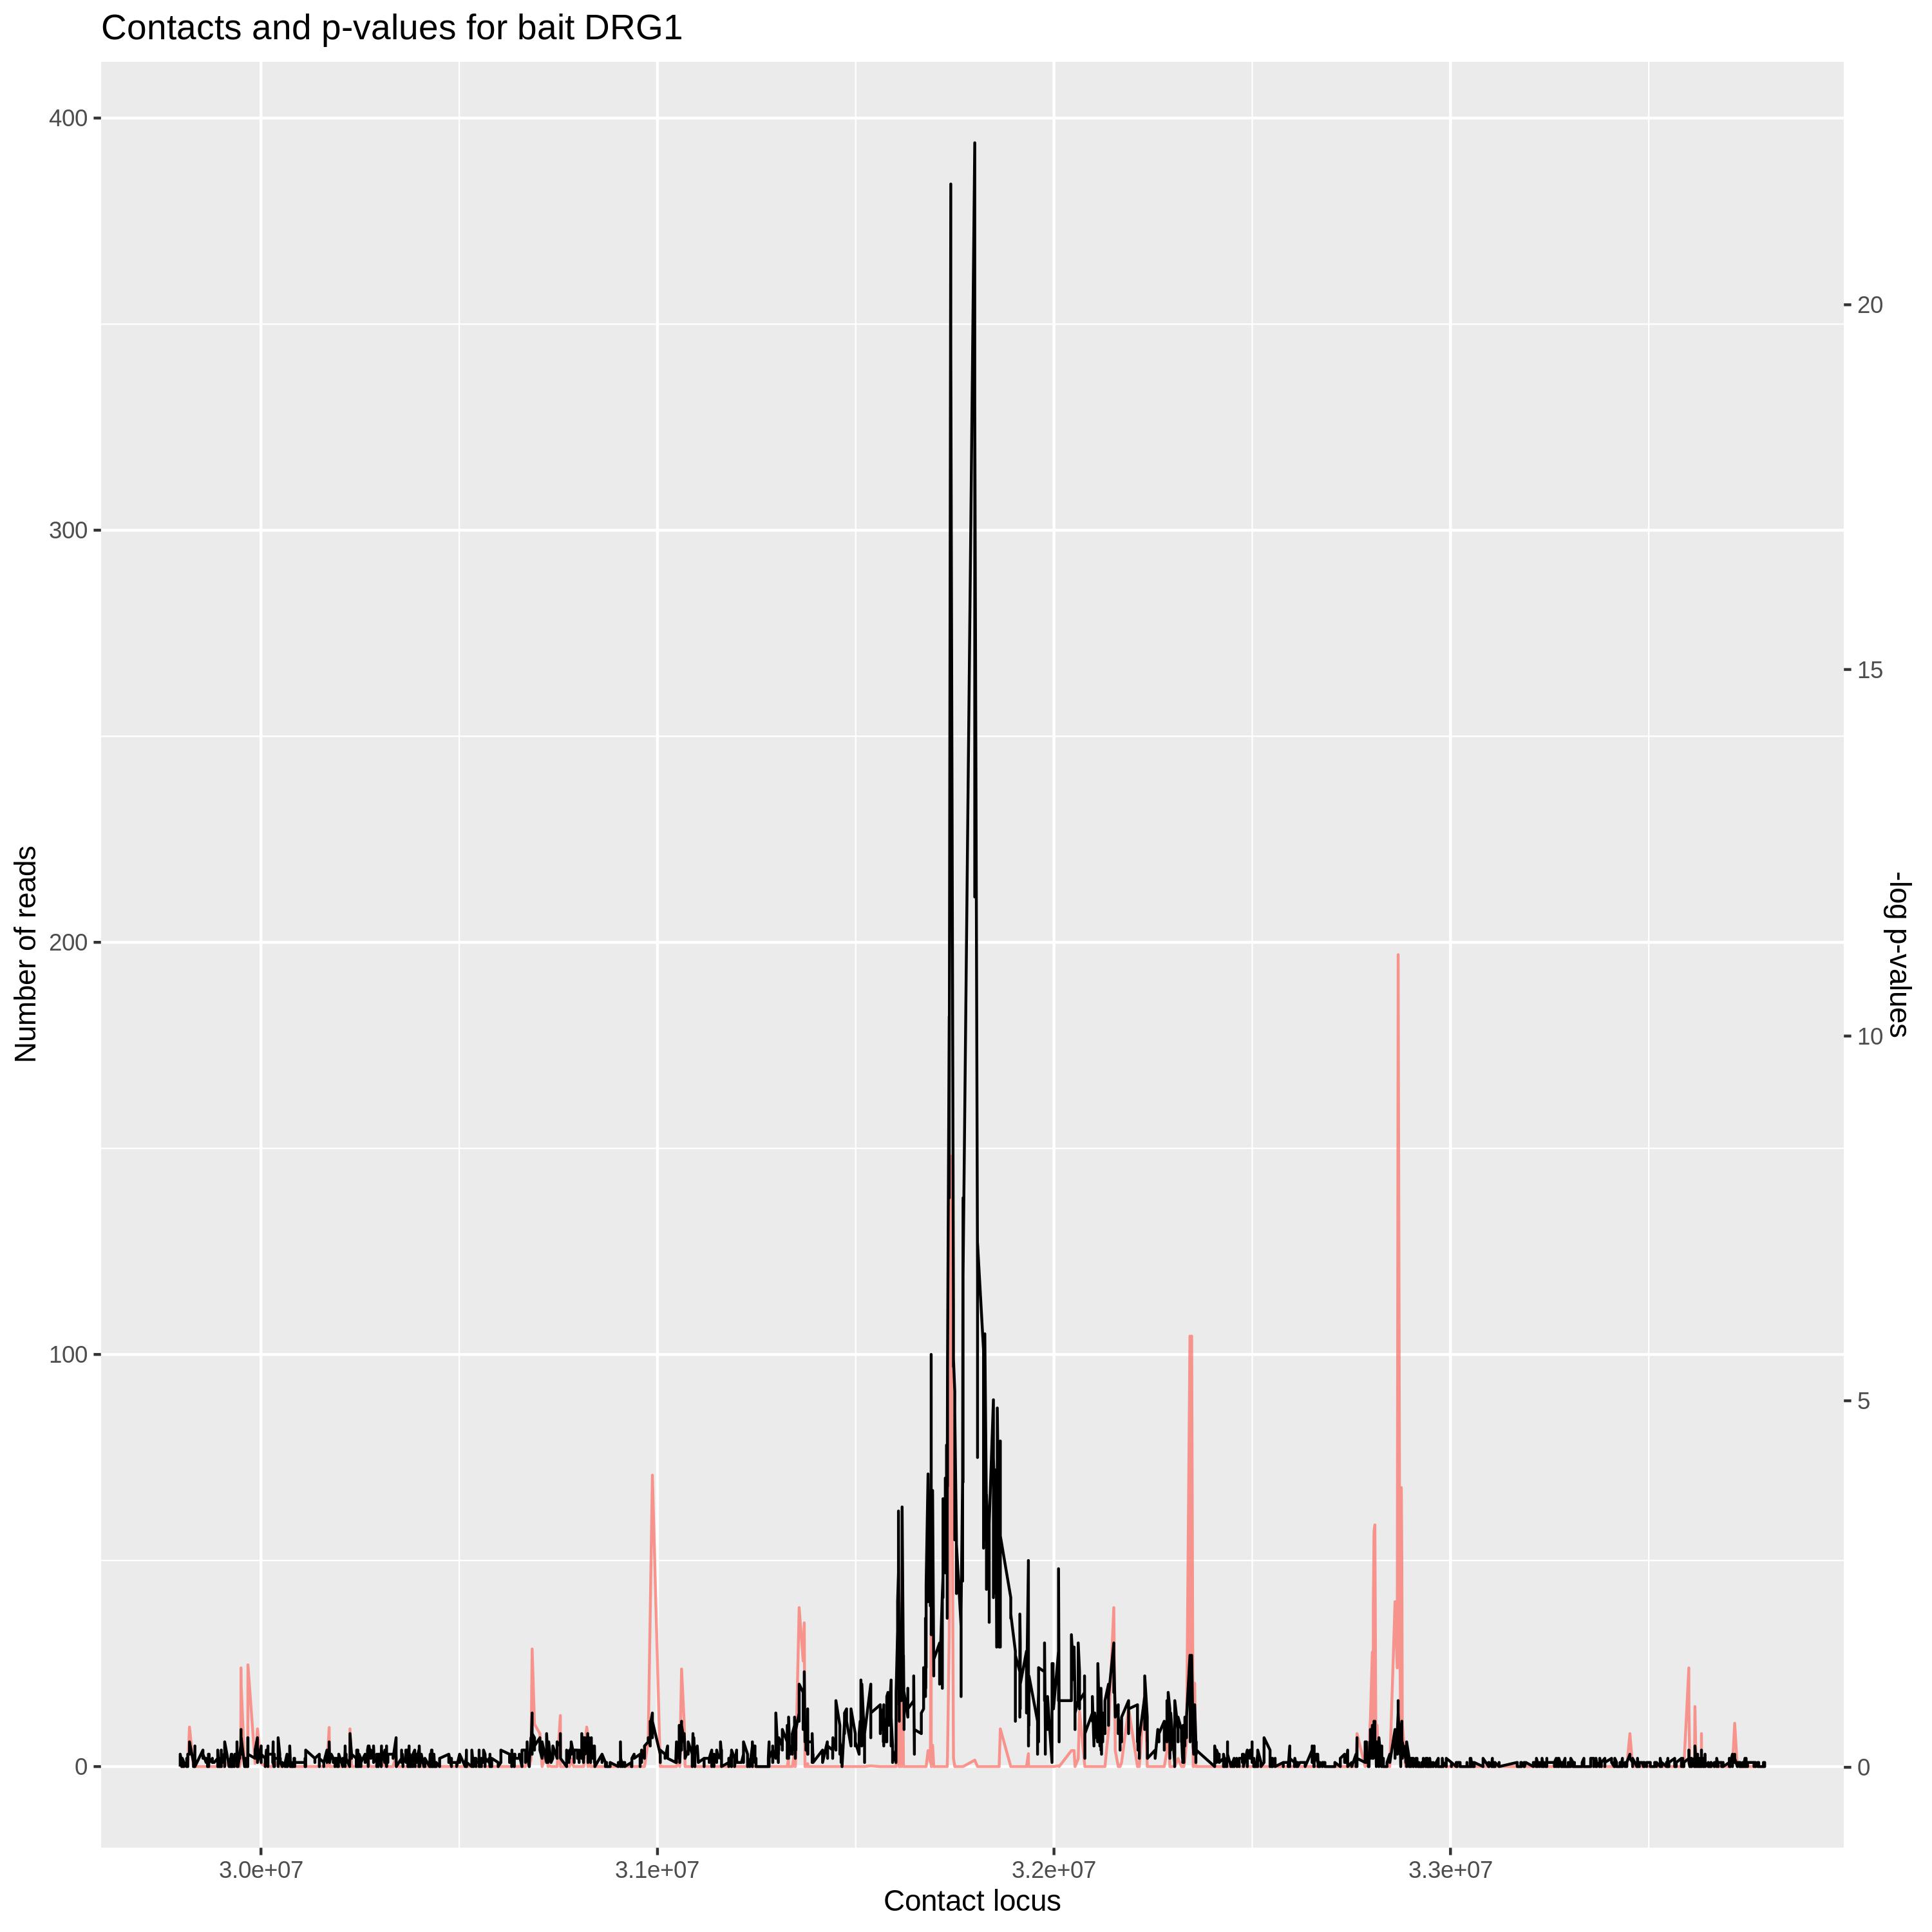 Contacts and p-values for bait DRG1
400
300
200
100
0
Number of reads
20
15
10
5
0
-log p-values
3.0e+07
3.1e+07
3.2e+07
3.3e+07
Contact locus